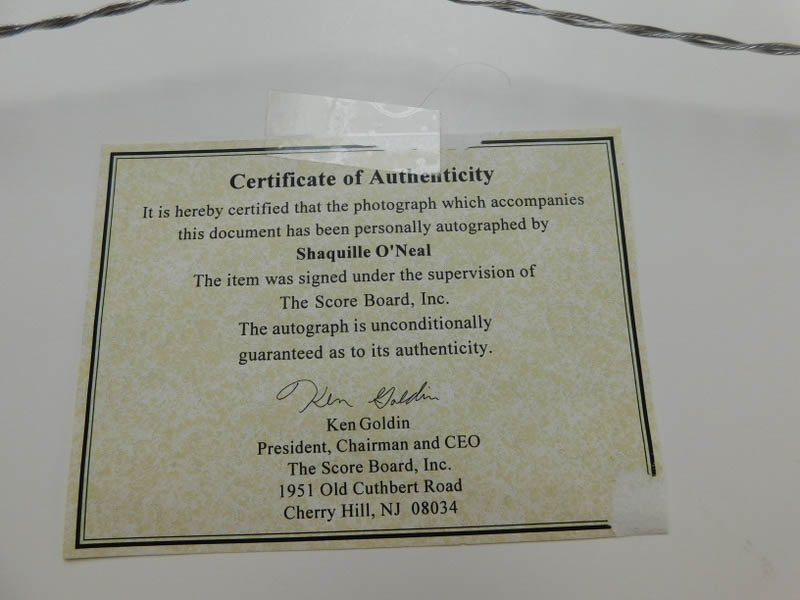 Certificate of Authenticity
It is hereby certified that the photograph which accompanies
this document has been personally autographed by
Shaquille O'Neal
The item was signed under the supervision of
The Score Board, Inc.
The autograph is unconditionally
guaranteed as to its authenticity.
Ken Goldin
Ken Goldin
President, Chairman and CEO
The Score Board, Inc.
1951 Old Cuthbert Road
Cherry Hill, NJ 08034